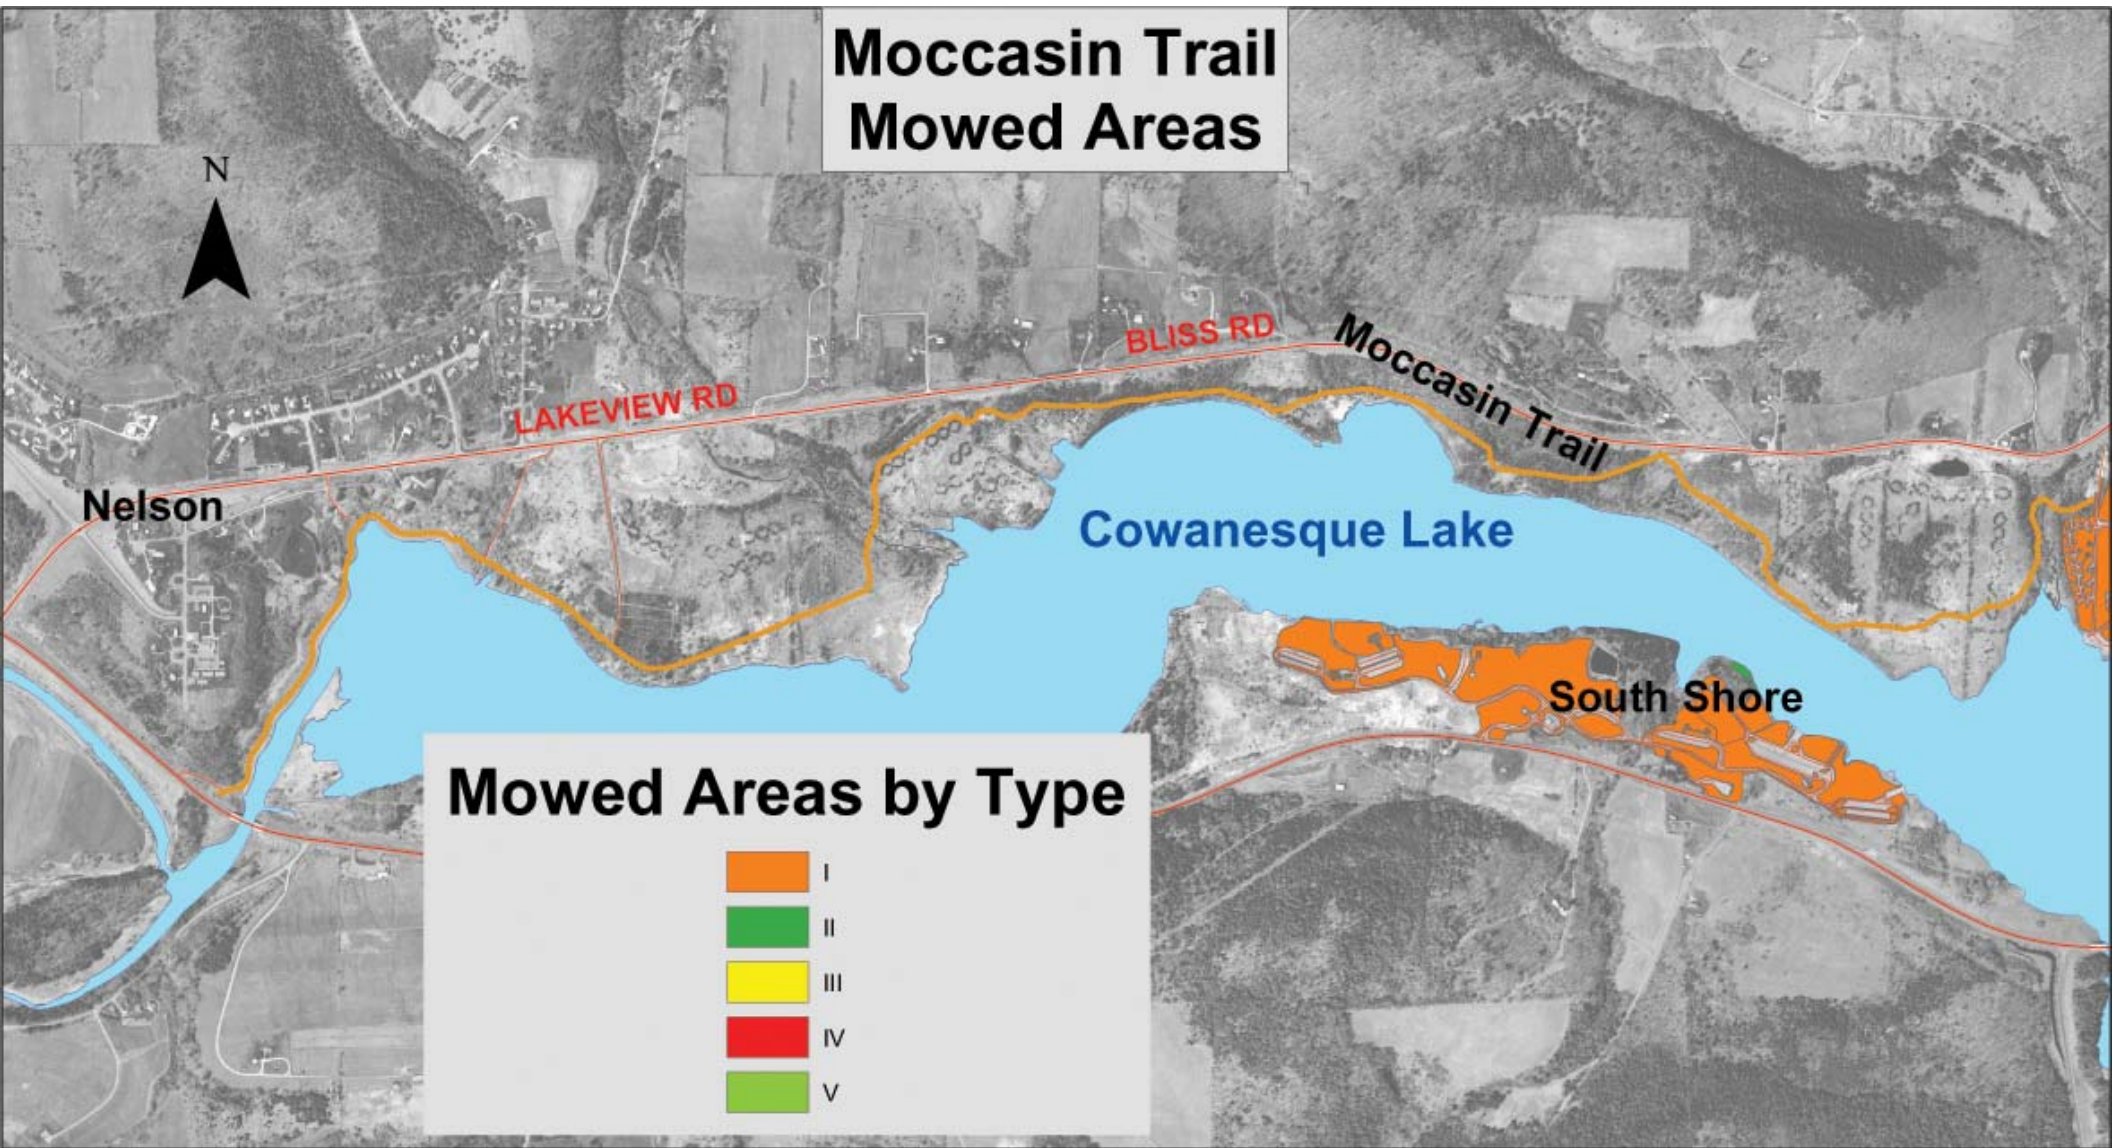 Moccasin Trail
Mowed Areas
N
BLISS RD
Moccasin Trail
LAKEVIEW RD
Nelson
Cowanesque Lake
South Shore
Mowed Areas by Type
I
II
III
IV
V